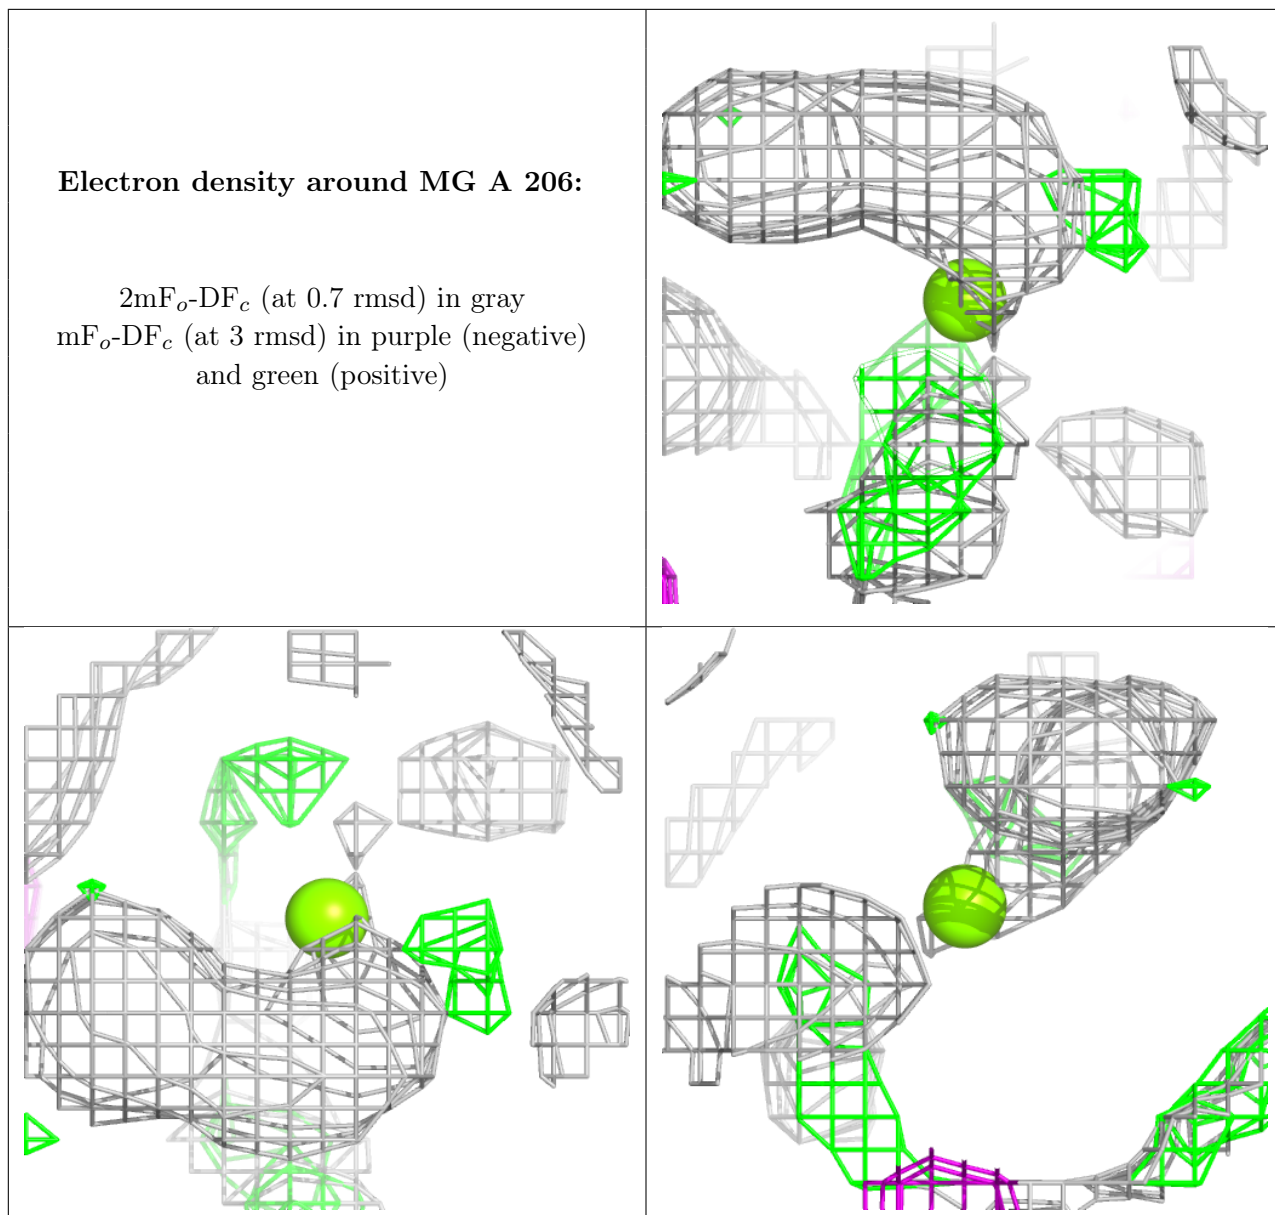 Electron density around MG A 206:
2mFo-DFc (at 0.7 rmsd) in gray
mFo-DFc (at 3 rmsd) in purple (negative)
and green (positive)